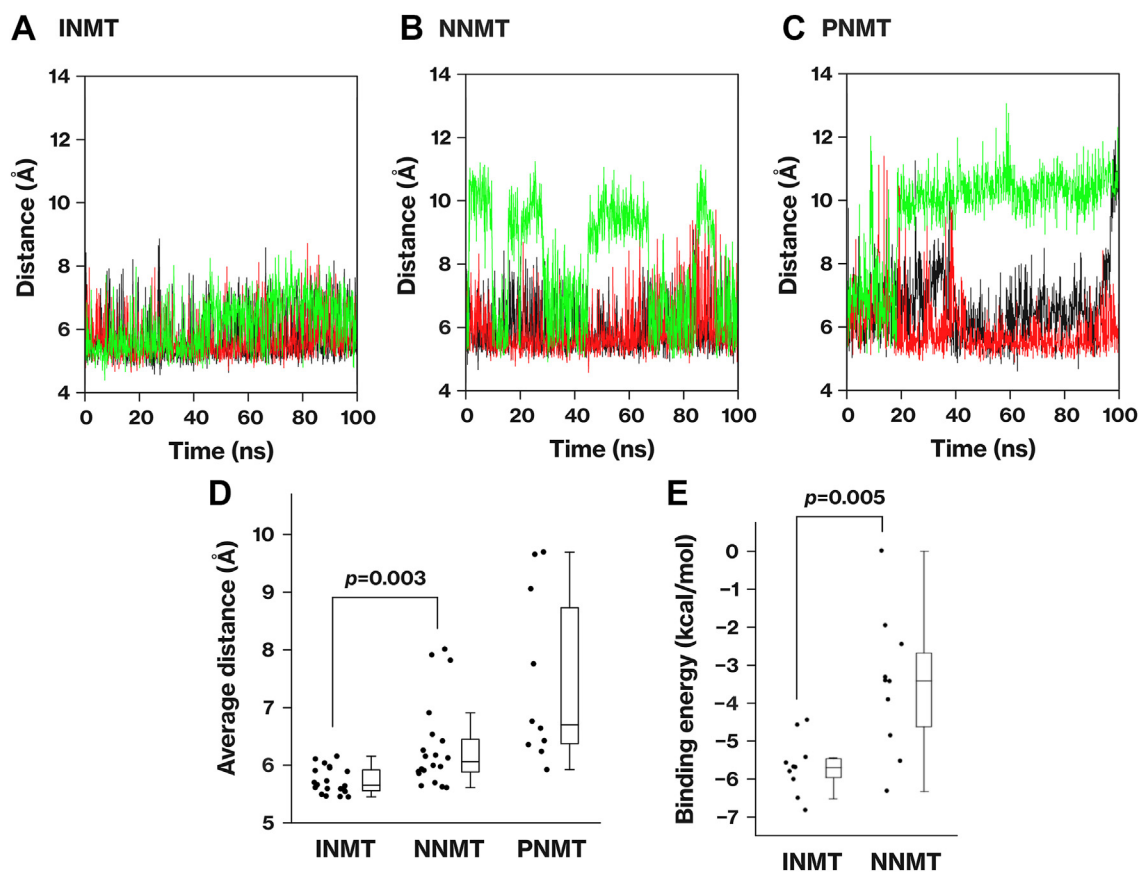 A INMT
B NNMT
C PNMT
Distance (Å)
14
12
10
8
6
4
0 20 40 60 80 100
Time (ns)
Distance (Å)
14
12
10
8
6
4
0 20 40 60 80 100
Time (ns)
Distance (Å)
14
12
10
8
6
4
0 20 40 60 80 100
Time (ns)
D
Average distance (Å)
10
9
8
7
6
5
p=0.003
INMT NNMT PNMT
E
Binding energy (kcal/mol)
p=0.005
0
−1
−2
−3
−4
−5
−6
−7
INMT NNMT